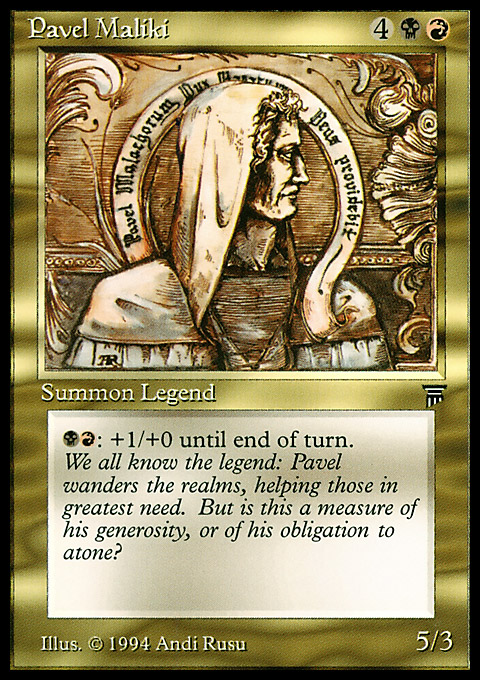 Pavel Maliki 4
Pavel Malachorum Dux
Deus providebit
AR
Summon Legend
: +1/+0 until end of turn.
We all know the legend: Pavel
wanders the realms, helping those in
greatest need. But is this a measure of
his generosity, or of his obligation to
atone?
Illus. © 1994 Andi Rusu
5/3